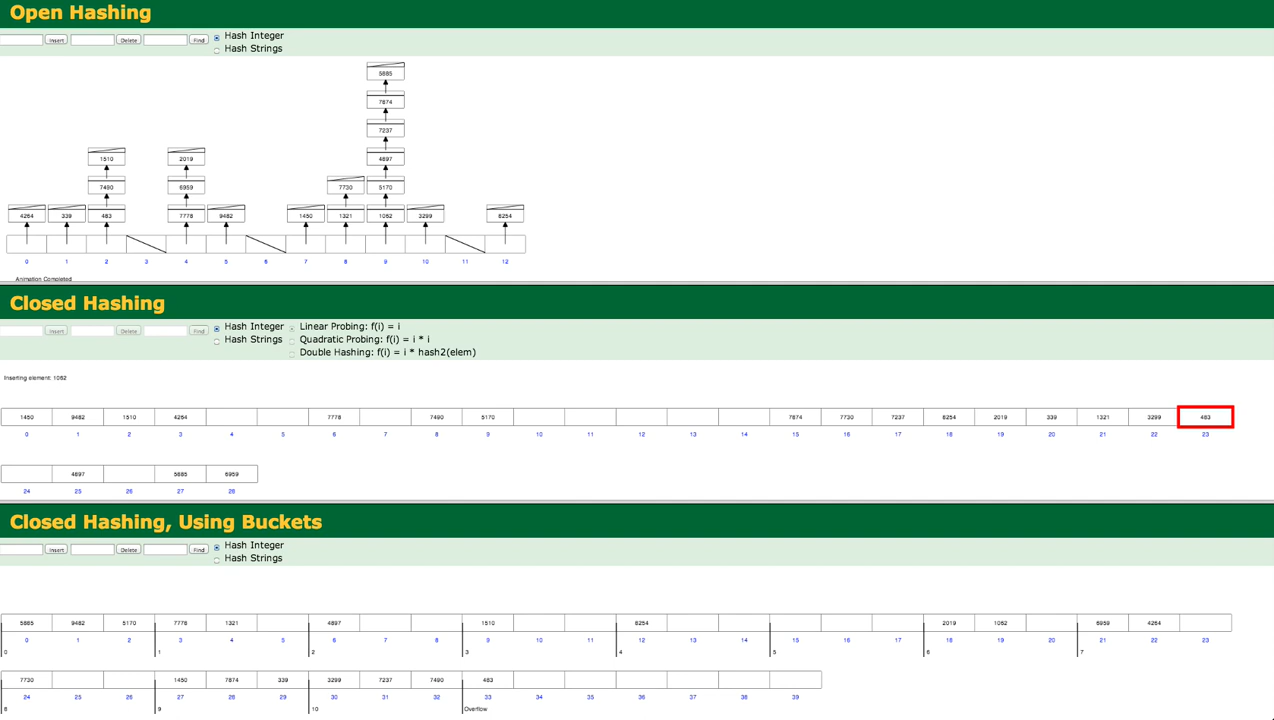 Open Hashing
Insert Delete Find Hash Integer
Hash Strings
5885
7874
7237
1510 2019 4897
7490 6959 7730 5170
4264 339 483 7778 9482 1450 1321 1062 3299 6254
0 1 2 3 4 5 6 7 8 9 10 11 12
Animation Completed
Closed Hashing
Insert Delete Find Hash Integer Linear Probing: f(i) = i
Hash Strings Quadratic Probing: f(i) = i * i
Double Hashing: f(i) = i * hash2(elem)
Inserting element: 1062
1450 9482 1510 4264 7778 7490 5170 7874 7730 7237 6254 2019 339 1321 3299 483
0 1 2 3 4 5 6 7 8 9 10 11 12 13 14 15 16 17 18 19 20 21 22 23
4897 5885 6959
24 25 26 27 28
Closed Hashing, Using Buckets
Insert Delete Find Hash Integer
Hash Strings
5885 9482 5170 7778 1321 4897 1510 6254 2019 1062 6959 4264
0 1 2 3 4 5 6 7 8 9 10 11 12 13 14 15 16 17 18 19 20 21 22 23
0 1 2 3 4 5 6 7
7730 1450 7874 339 3299 7237 7490 483
24 25 26 27 28 29 30 31 32 33 34 35 36 37 38 39
8 9 10 Overflow